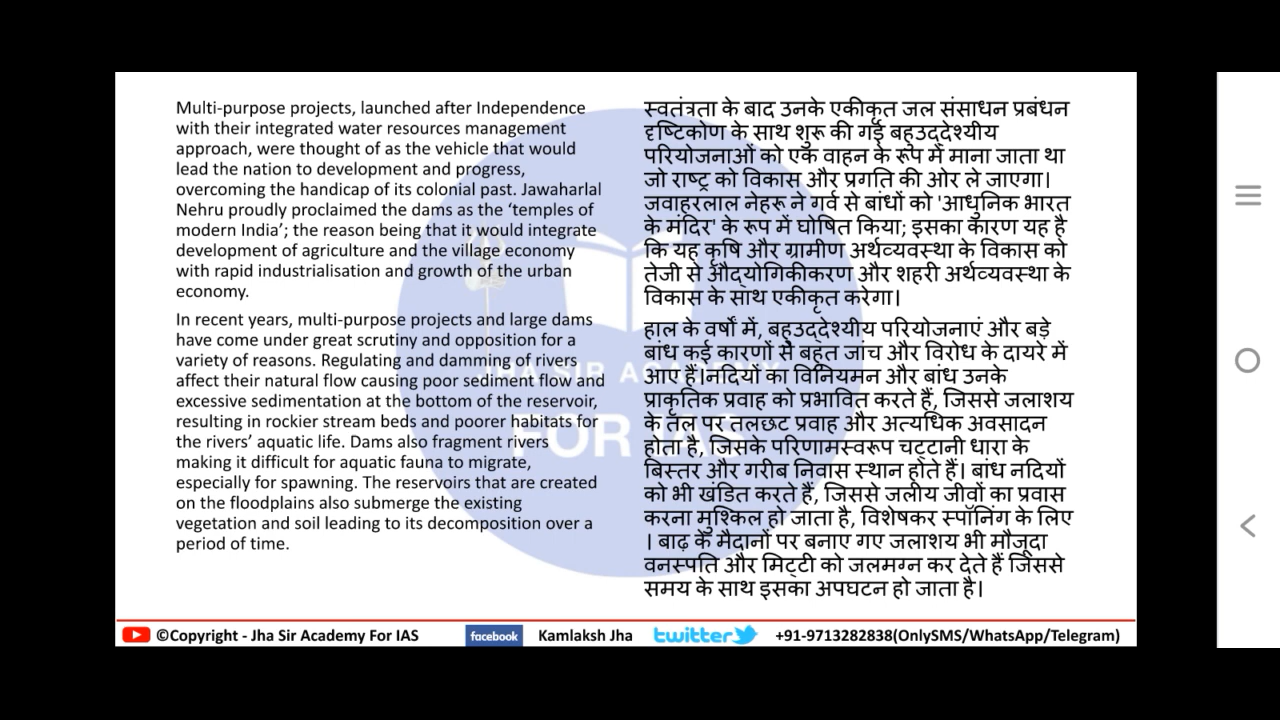 Multi-purpose projects, launched after Independence
with their integrated water resources management
approach, were thought of as the vehicle that would
lead the nation to development and progress,
overcoming the handicap of its colonial past. Jawaharlal
Nehru proudly proclaimed the dams as the ‘temples of
modern India’; the reason being that it would integrate
development of agriculture and the village economy
with rapid industrialisation and growth of the urban
economy.
In recent years, multi-purpose projects and large dams
have come under great scrutiny and opposition for a
variety of reasons. Regulating and damming of rivers
affect their natural flow causing poor sediment flow and
excessive sedimentation at the bottom of the reservoir,
resulting in rockier stream beds and poorer habitats for
the rivers’ aquatic life. Dams also fragment rivers
making it difficult for aquatic fauna to migrate,
especially for spawning. The reservoirs that are created
on the floodplains also submerge the existing
vegetation and soil leading to its decomposition over a
period of time.
स्वतंत्रता के बाद उनके एकीकृत जल संसाधन प्रबंधन
दृष्टिकोण के साथ शुरू की गई बहुउद्देश्यीय
परियोजनाओं को एक वाहन के रूप में माना जाता था
जो राष्ट्र को विकास और प्रगति की ओर ले जाएगा।
जवाहरलाल नेहरू ने गर्व से बांधों को 'आधुनिक भारत
के मंदिर' के रूप में घोषित किया; इसका कारण यह है
कि यह कृषि और ग्रामीण अर्थव्यवस्था के विकास को
तेजी से औद्योगिकीकरण और शहरी अर्थव्यवस्था के
विकास के साथ एकीकृत करेगा।
हाल के वर्षों में, बहुउद्देश्यीय परियोजनाएं और बड़े
बांध कई कारणों से बहुत जांच और विरोध के दायरे में
आए हैं।नदियों का विनियमन और बांध उनके
प्राकृतिक प्रवाह को प्रभावित करते हैं, जिससे जलाशय
के तल पर तलछट प्रवाह और अत्यधिक अवसादन
होता है, जिसके परिणामस्वरूप चट्टानी धारा के
बिस्तर और गरीब निवास स्थान होते हैं। बांध नदियों
को भी खंडित करते हैं, जिससे जलीय जीवों का प्रवास
करना मुश्किल हो जाता है, विशेषकर स्पॉनिंग के लिए
। बाढ़ के मैदानों पर बनाए गए जलाशय भी मौजूदा
वनस्पति और मिट्टी को जलमग्न कर देते हैं जिससे
समय के साथ इसका अपघटन हो जाता है।
JHA SIR ACADEMY
FOR IAS
©Copyright - Jha Sir Academy For IAS facebook Kamlaksh Jha twitter +91-9713282838(OnlySMS/WhatsApp/Telegram)